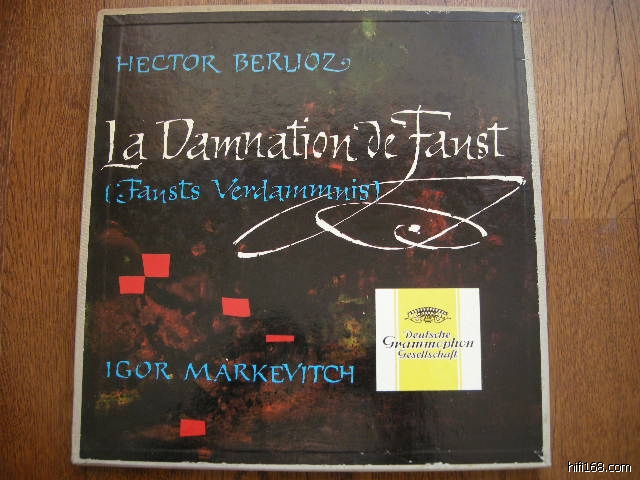 HECTOR BERLIOZ
La Damnation de Faust
(Fausts Verdammnis)
Deutsche
Grammophon
Gesellschaft
IGOR MARKEVITCH
hifi168.com